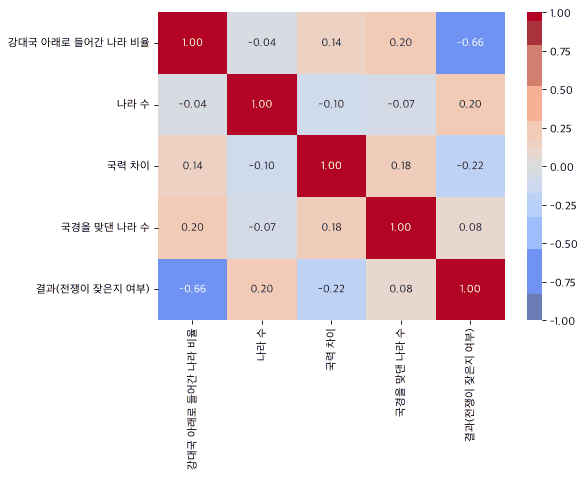 강대국 아래로 들어간 나라 비율 1.00 -0.04 0.14 0.20 -0.66
나라 수 -0.04 1.00 -0.10 -0.07 0.20
국력 차이 0.14 -0.10 1.00 0.18 -0.22
국경을 맞댄 나라 수 0.20 -0.07 0.18 1.00 0.08
결과(전쟁이 잦은지 여부) -0.66 0.20 -0.22 0.08 1.00
강대국 아래로 들어간 나라 비율
나라 수
국력 차이
국경을 맞댄 나라 수
결과(전쟁이 잦은지 여부)
1.00
0.75
0.50
0.25
0.00
-0.25
-0.50
-0.75
-1.00